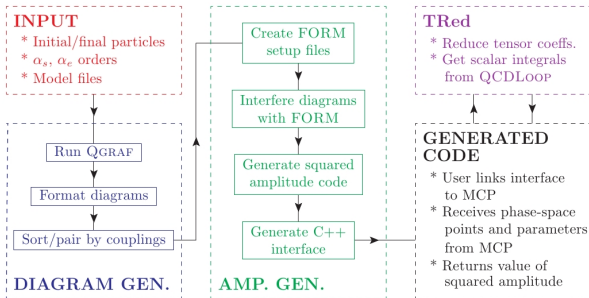 INPUT
* Initial/final particles
* αs, αe orders
* Model files
Run QGRAF
Format diagrams
Sort/pair by couplings
DIAGRAM GEN.
Create FORM
setup files
Interfere diagrams
with FORM
Generate squared
amplitude code
Generate C++
interface
AMP. GEN.
TRed
* Reduce tensor coeffs.
* Get scalar integrals
from QCDLOOP
GENERATED
CODE
* User links interface
to MCP
* Receives phase-space
points and parameters
from MCP
* Returns value of
squared amplitude